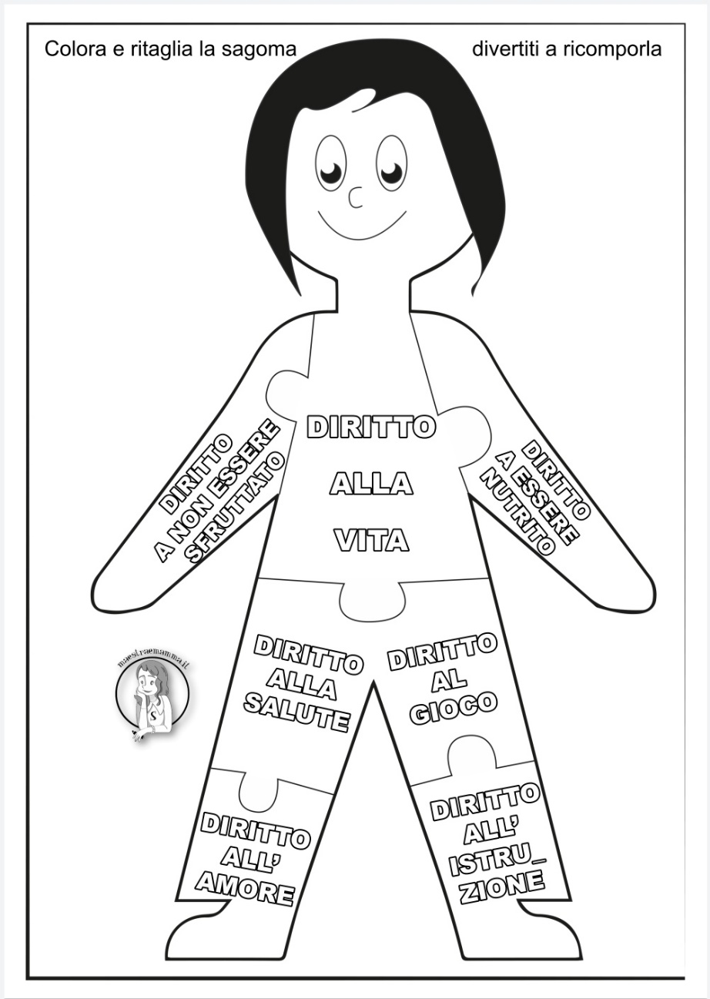 Colora e ritaglia la sagoma
divertiti a ricomporla
DIRITTO
ALLA
VITA
DIRITTO
A NON ESSERE
SFRUTTATO
DIRITTO
A ESSERE
NUTRITO
DIRITTO
ALLA
SALUTE
DIRITTO
AL
GIOCO
maestraemamma.it
S
DIRITTO
ALL'
AMORE
DIRITTO
ALL'
ISTRU_
ZIONE